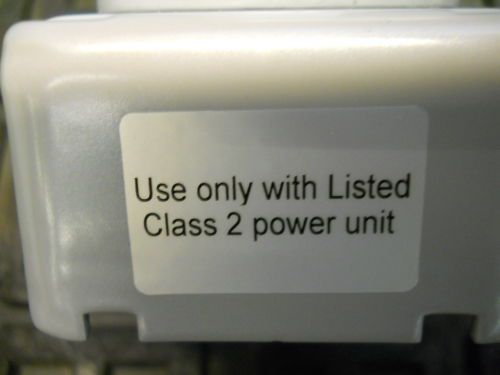 Use only with Listed
Class 2 power unit